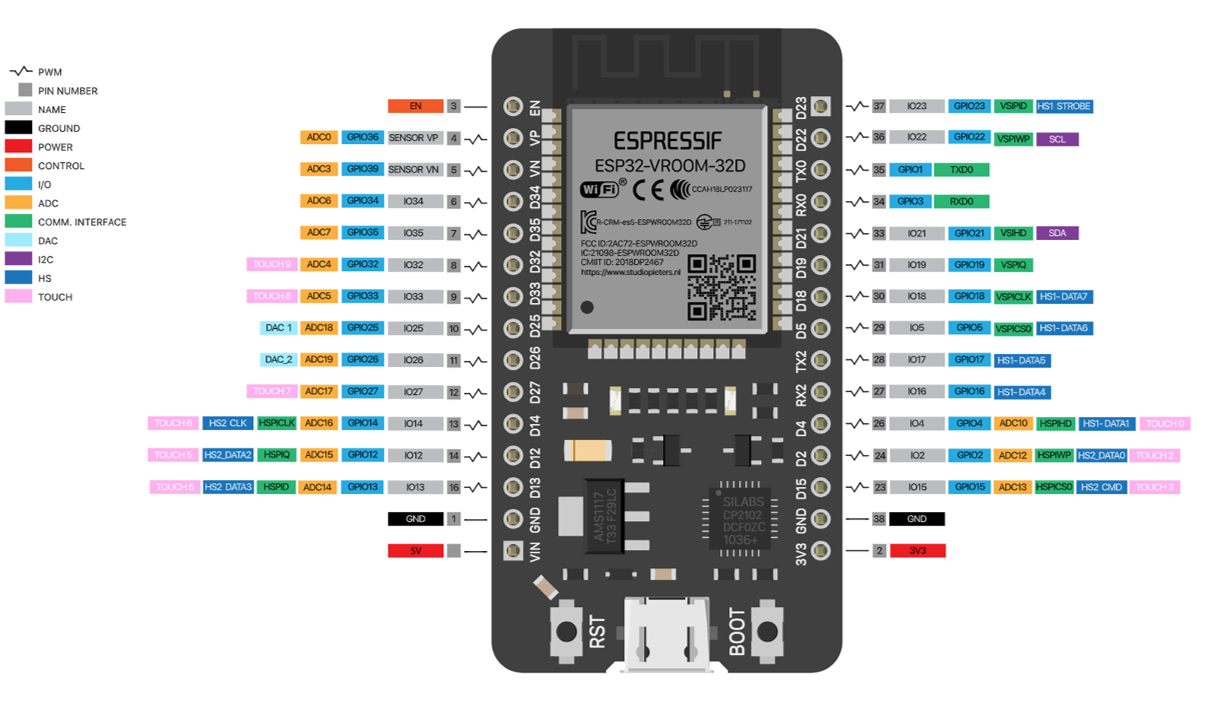 PWM
PIN NUMBER
NAME
GROUND
POWER
CONTROL
I/O
ADC
COMM. INTERFACE
DAC
I2C
HS
TOUCH
EN 3
ADC0 GPIO36 SENSOR VP 4
ADC3 GPIO39 SENSOR VN 5
ADC6 GPIO34 IO34 6
ADC7 GPIO35 IO35 7
TOUCH 9 ADC4 GPIO32 IO32 8
TOUCH 8 ADC5 GPIO33 IO33 9
DAC 1 ADC18 GPIO25 IO25 10
DAC_2 ADC19 GPIO26 IO26 11
TOUCH 7 ADC17 GPIO27 IO27 12
TOUCH 6 HS2 CLK HSPICLK ADC16 GPIO14 IO14 13
TOUCH 5 HS2_DATA2 HSPIQ ADC15 GPIO12 IO12 14
TOUCH 5 HS2 DATA3 HSPID ADC14 GPIO13 IO13 16
GND 1
5V
EN
VP
VN
D34
D35
D32
D33
D25
D26
D27
D14
D12
D13
GND
VIN
ESPRESSIF
ESP32-VROOM-32D
WiFi® CE CCAH18LP023117
R-CRM-es5-ESPWROOM32D 211-171102
FCC ID:2AC72-ESPWROOM32D
IC:21098-ESPWROOM32D
CMIIT ID: 2018DP2467
https://www.studiopieters.nl
AMS1117
T33 F29LC
SILABS
CP2102
DCF0ZC
1036+
RST
BOOT
D23
D22
TX0
RX0
D21
D19
D18
D5
TX2
RX2
D4
D2
D15
GND
3V3
37 IO23 GPIO23 VSPID HS1 STROBE
36 IO22 GPIO22 VSPIWP SCL
35 GPIO1 TXD0
34 GPIO3 RXD0
33 IO21 GPIO21 VSIHD SDA
31 IO19 GPIO19 VSPIQ
30 IO18 GPIO18 VSPICLK HS1-DATA7
29 IO5 GPIO5 VSPICS0 HS1-DATA6
28 IO17 GPIO17 HS1-DATA5
27 IO16 GPIO16 HS1-DATA4
26 IO4 GPIO4 ADC10 HSPIHD HS1-DATA1 TOUCH 0
24 IO2 GPIO2 ADC12 HSPIWP HS2_DATA0 TOUCH 2
23 IO15 GPIO15 ADC13 HSPICS0 HS2 CMD TOUCH 3
38 GND
2 3V3